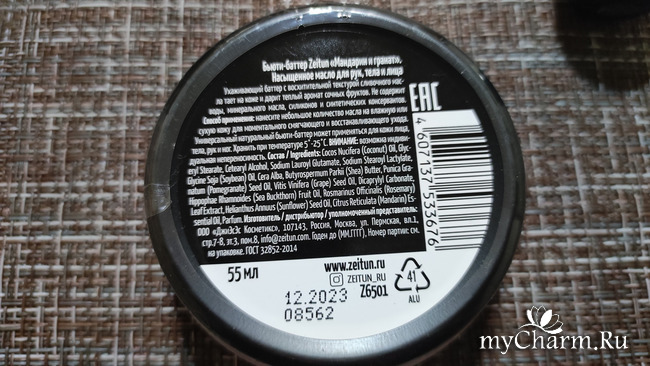 Бьюти-баттер Zeitun «Мандарин и гранат».
Насыщенное масло для рук, тела и лица
Ухаживающий баттер с восхитительной текстурой сливочного мас-
ла тает на коже и дарит теплый аромат сочных фруктов. Не содержит
воды, минерального масла, силиконов и синтетических консервантов.
Способ применения: нанесите небольшое количество масла на влажную или
сухую кожу для моментального смягчающего и восстанавливающего ухода.
Универсальный натуральный бьюти-баттер может применяться для кожи лица,
тела, рук и ног. Хранить при температуре 5°-25°C. Внимание: возможна индиви-
дуальная непереносимость. Состав / Ingredients: Cocos Nucifera (Coconut) Oil, Gly-
ceryl Stearate, Cetearyl Alcohol, Sodium Lauroyl Glutamate, Sodium Stearoyl Lactylate,
Glycine Soja (Soybean) Oil, Cera Alba, Butyrospermum Parkii (Shea) Butter, Punica Gra-
natum (Pomegranate) Seed Oil, Vitis Vinifera (Grape) Seed Oil, Dicaprylyl Carbonate,
Hippophae Rhamnoides (Sea Buckthorn) Fruit Oil, Rosmarinus Officinalis (Rosemary)
Leaf Extract, Helianthus Annuus (Sunflower) Seed Oil, Citrus Reticulata (Mandarin) Es-
sential Oil, Parfum. Изготовитель / дистрибьютор / уполномоченный представитель:
ООО «ДжиЭсЭс Косметикс», 107143, Россия, Москва, ул. Пермская, вл.1,
стр.7-8, эт.3, пом.8, info@zeitun.com. Годен до (ММ.ГГГГ), Номер партии: см.
на упаковке. ГОСТ 32852-2014
EAC
4 607137 553676
55 МЛ
www.zeitun.ru
ZEITUN_RU
Z6501
12.2023
08562
41
ALU
myCharm.Ru